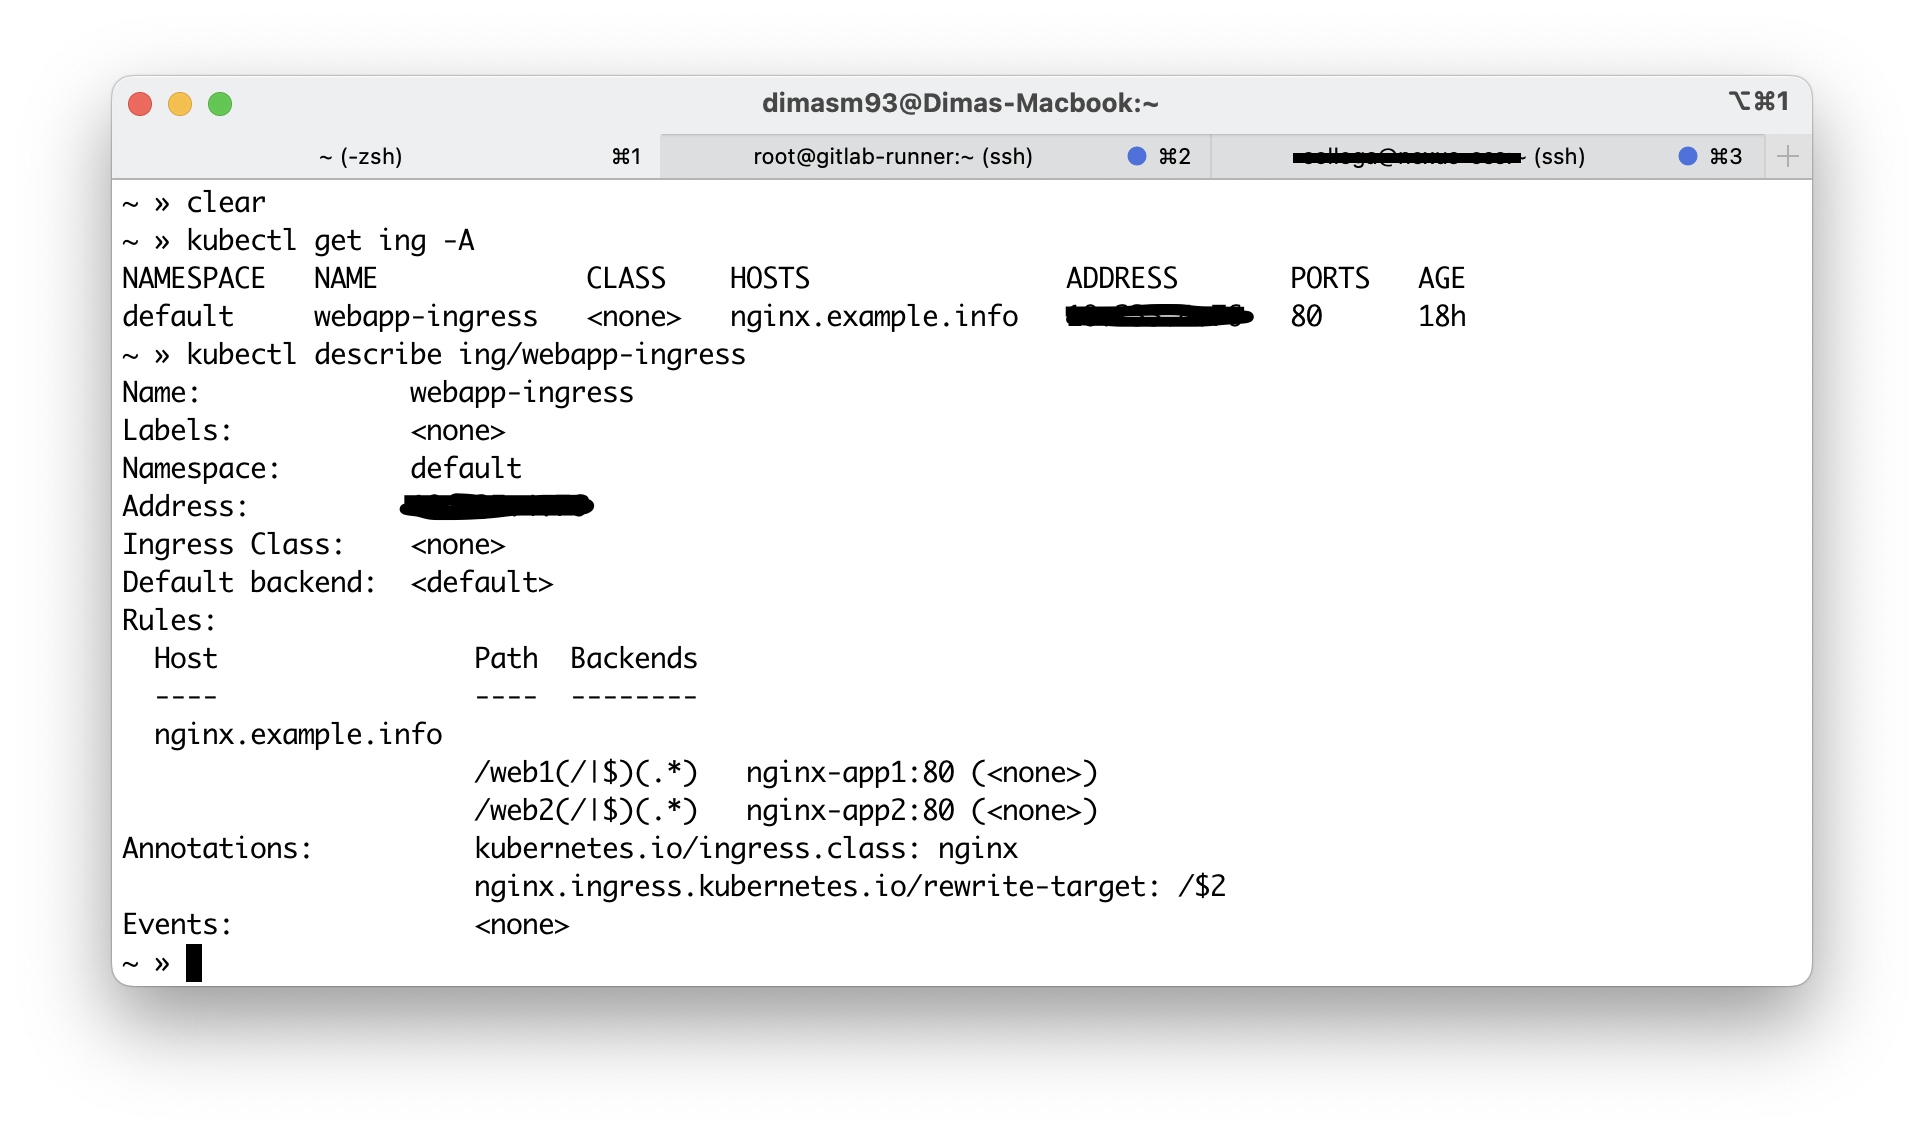 dimasm93@Dimas-Macbook:~ ⌥⌘1
~ (-zsh) ⌘1 root@gitlab-runner:~ (ssh) ⌘2 (ssh) ⌘3 +
~ » clear
~ » kubectl get ing -A
NAMESPACE NAME CLASS HOSTS ADDRESS PORTS AGE
default webapp-ingress <none> nginx.example.info 80 18h
~ » kubectl describe ing/webapp-ingress
Name: webapp-ingress
Labels: <none>
Namespace: default
Address:
Ingress Class: <none>
Default backend: <default>
Rules:
Host Path Backends
---- ---- --------
nginx.example.info
/web1(/|$)(.*) nginx-app1:80 (<none>)
/web2(/|$)(.*) nginx-app2:80 (<none>)
Annotations: kubernetes.io/ingress.class: nginx
nginx.ingress.kubernetes.io/rewrite-target: /$2
Events: <none>
~ »